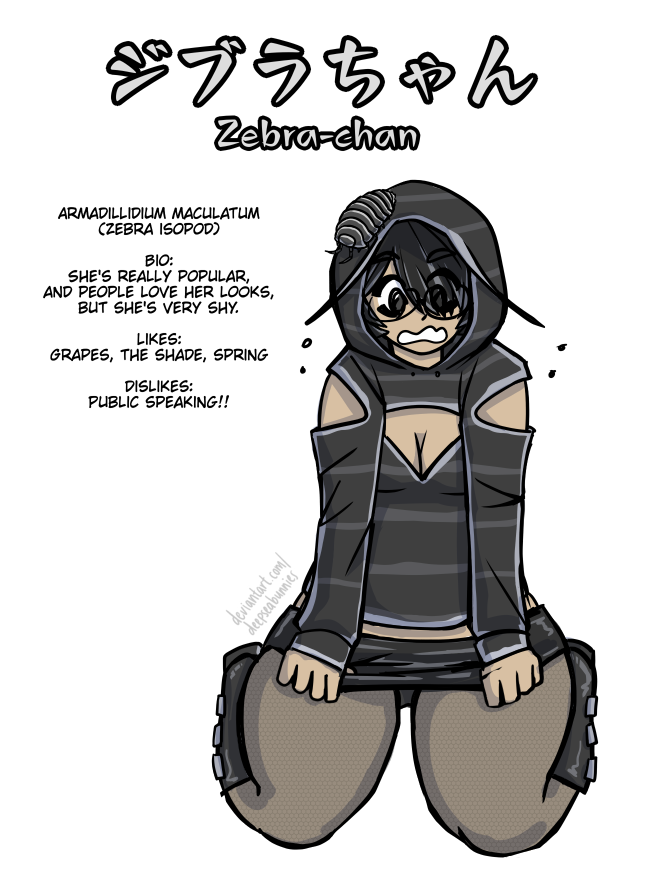 ジブラちゃん
Zebra-chan
ARMADILLIDIUM MACULATUM
(ZEBRA ISOPOD)
BIO:
SHE'S REALLY POPULAR,
AND PEOPLE LOVE HER LOOKS,
BUT SHE'S VERY SHY.
LIKES:
GRAPES, THE SHADE, SPRING
DISLIKES:
PUBLIC SPEAKING!!
deviantart.com/
deepseabunnies